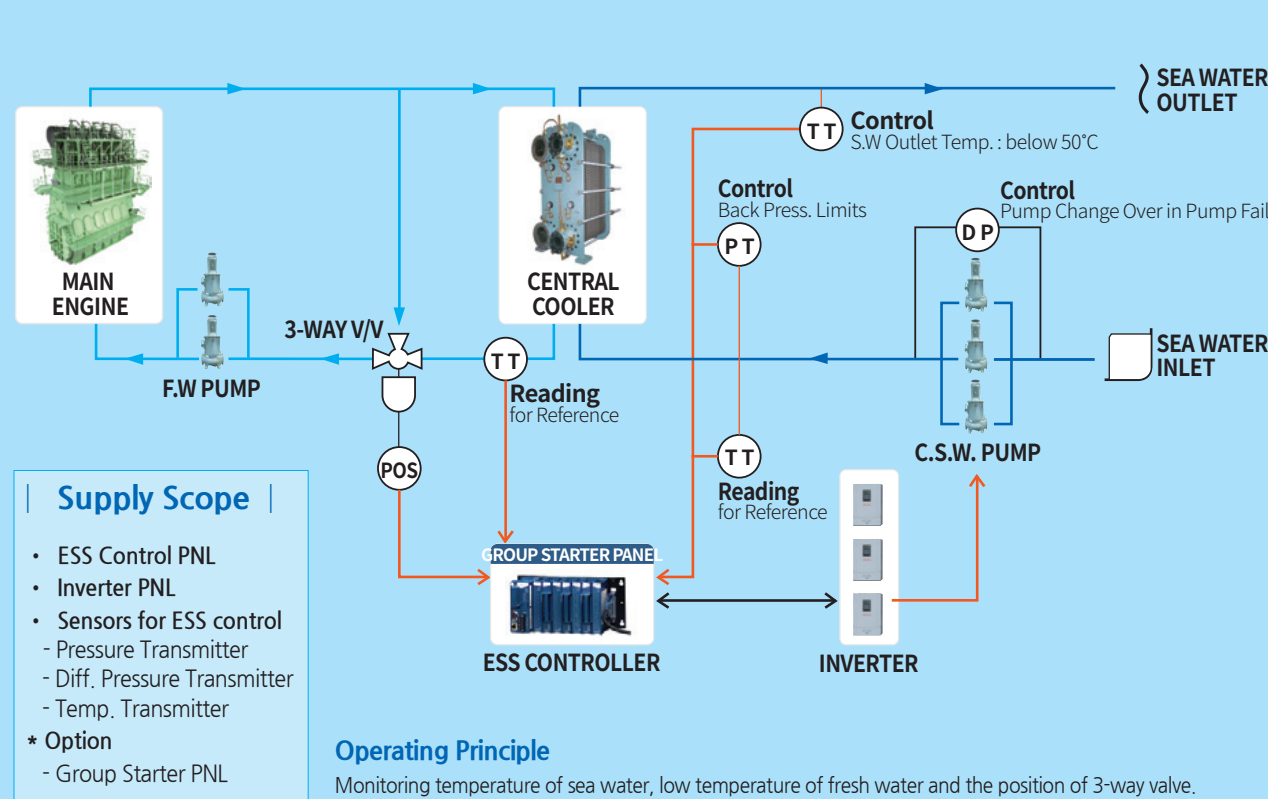 SEA WATER
OUTLET
T T
Control
S.W Outlet Temp. : below 50°C
Control
Back Press. Limits
P T
Control
Pump Change Over in Pump Fail
D P
MAIN
ENGINE
CENTRAL
COOLER
3-WAY V/V
T T
F.W PUMP
Reading
for Reference
SEA WATER
INLET
C.S.W. PUMP
POS
T T
Reading
for Reference
GROUP STARTER PANEL
ESS CONTROLLER
INVERTER
| Supply Scope |
• ESS Control PNL
• Inverter PNL
• Sensors for ESS control
- Pressure Transmitter
- Diff. Pressure Transmitter
- Temp. Transmitter
* Option
- Group Starter PNL
Operating Principle
Monitoring temperature of sea water, low temperature of fresh water and the position of 3-way valve.